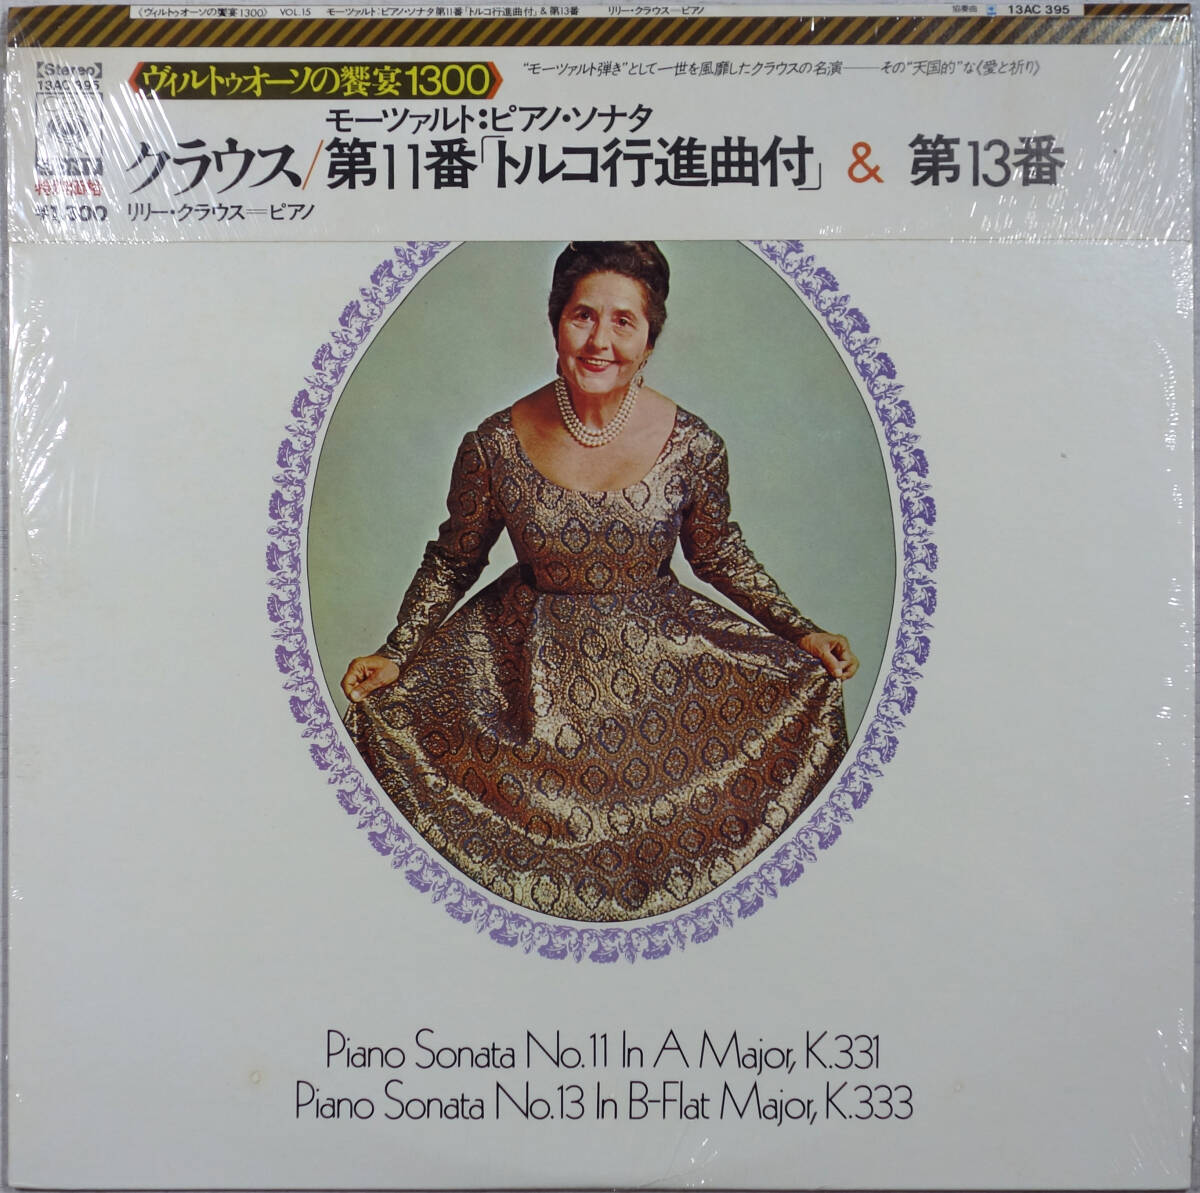 《ヴィルトゥオーソの饗宴1300》 VOL.15 モーツァルト:ピアノ・ソナタ第11番「トルコ行進曲付」&第13番 リリー・クラウス=ピアノ
協奏曲
13AC 395
【Stereo】
13AC 395
ヴィルトゥオーソの饗宴1300
“モーツァルト弾き”として一世を風靡したクラウスの名演——その“天国的”な《愛と祈り》
モーツァルト:ピアノ・ソナタ
クラウス/第11番「トルコ行進曲付」& 第13番
¥1,300
リリー・クラウス=ピアノ
Piano Sonata No.11 In A Major, K.331
Piano Sonata No.13 In B-Flat Major, K.333